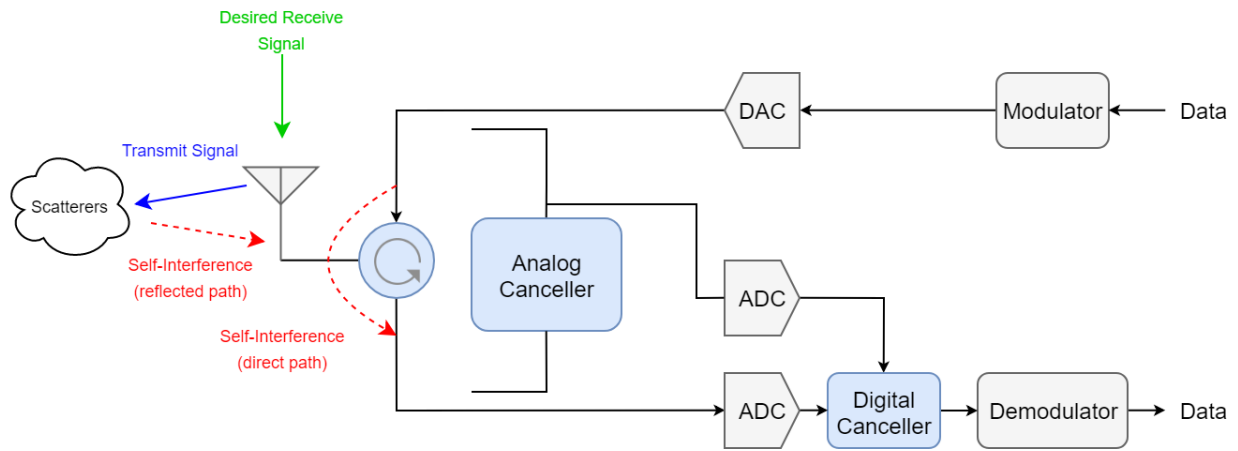 Desired Receive
Signal
DAC
Modulator
Data
Transmit Signal
Scatterers
Self-Interference
(reflected path)
Analog
Canceller
ADC
Self-Interference
(direct path)
ADC
Digital
Canceller
Demodulator
Data